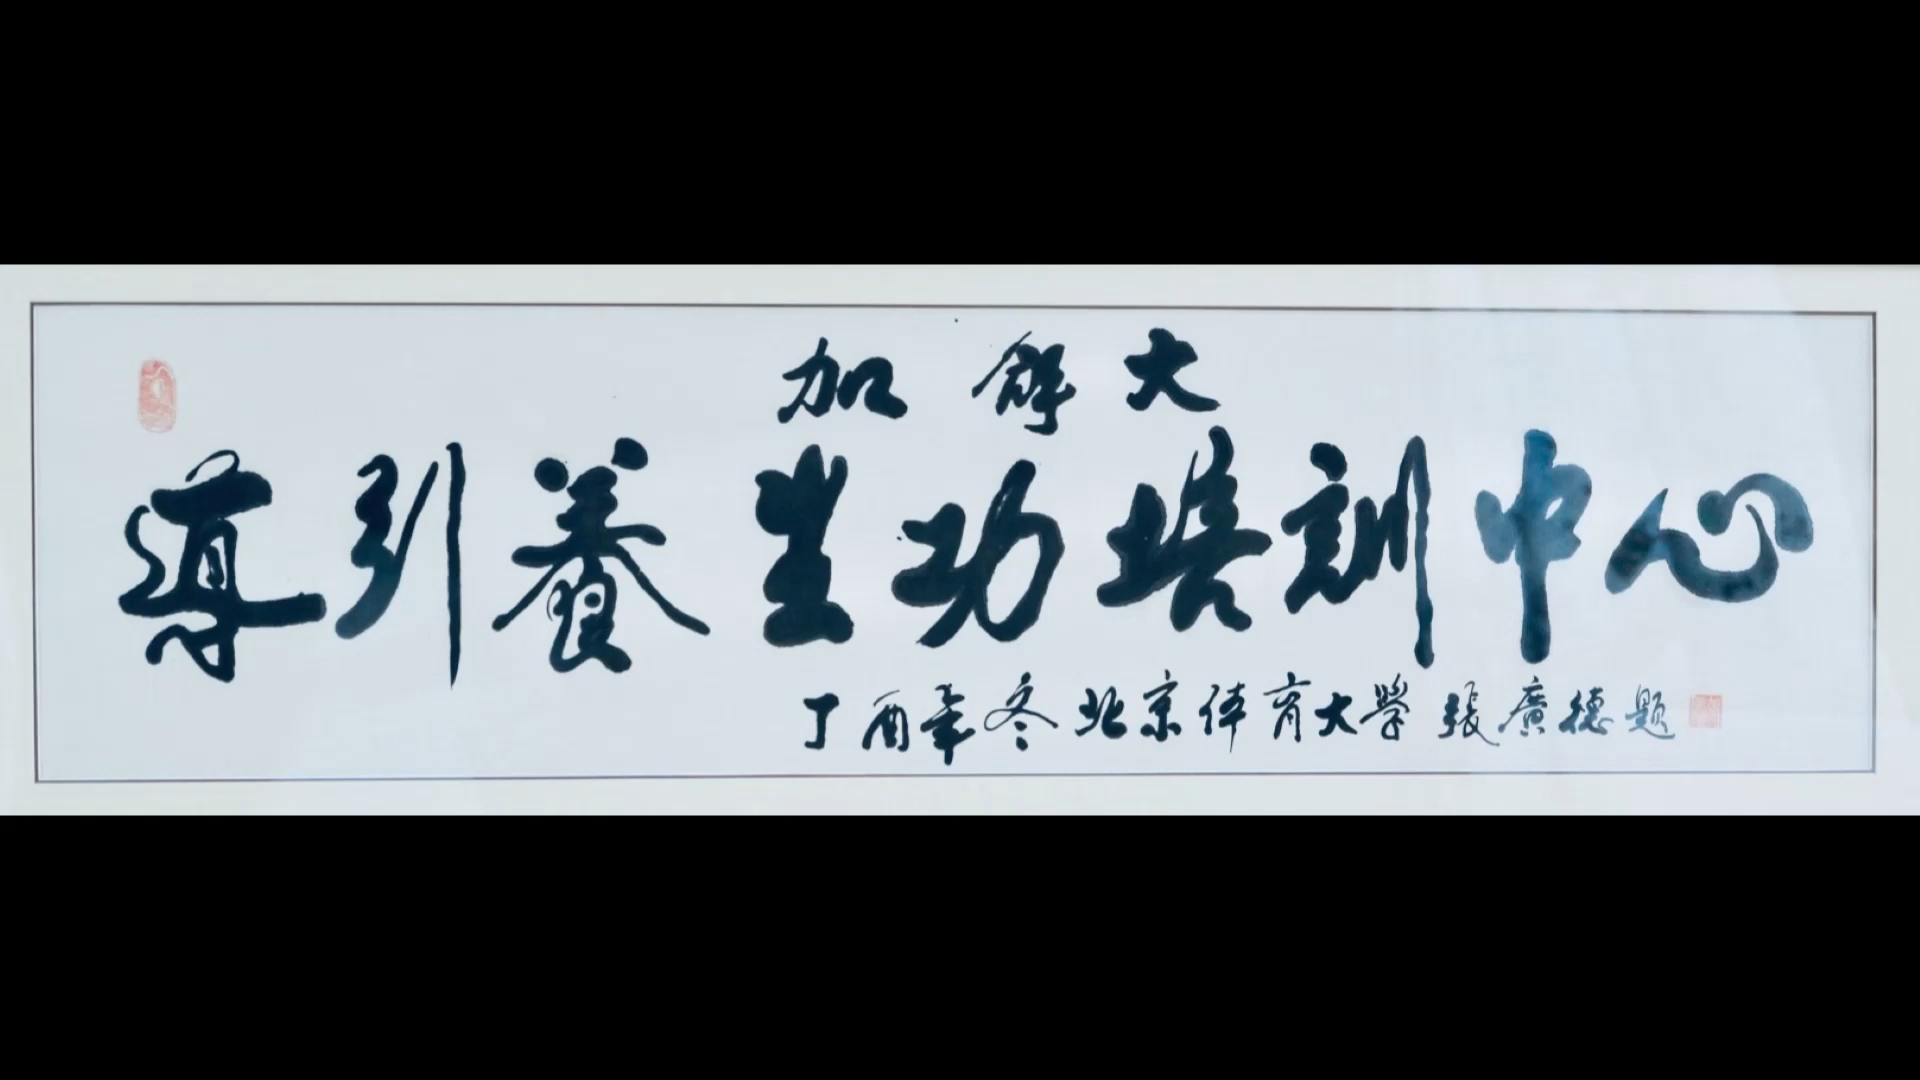 加拿大
導引養生功培訓中心
丁酉年冬北京体育大學 張廣德題